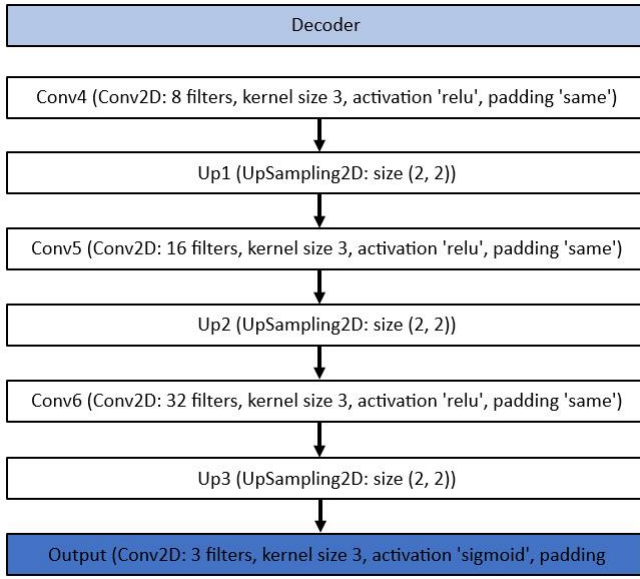 Decoder
Conv4 (Conv2D: 8 filters, kernel size 3, activation 'relu', padding 'same')
Up1 (UpSampling2D: size (2, 2))
Conv5 (Conv2D: 16 filters, kernel size 3, activation 'relu', padding 'same')
Up2 (UpSampling2D: size (2, 2))
Conv6 (Conv2D: 32 filters, kernel size 3, activation 'relu', padding 'same')
Up3 (UpSampling2D: size (2, 2))
Output (Conv2D: 3 filters, kernel size 3, activation 'sigmoid', padding